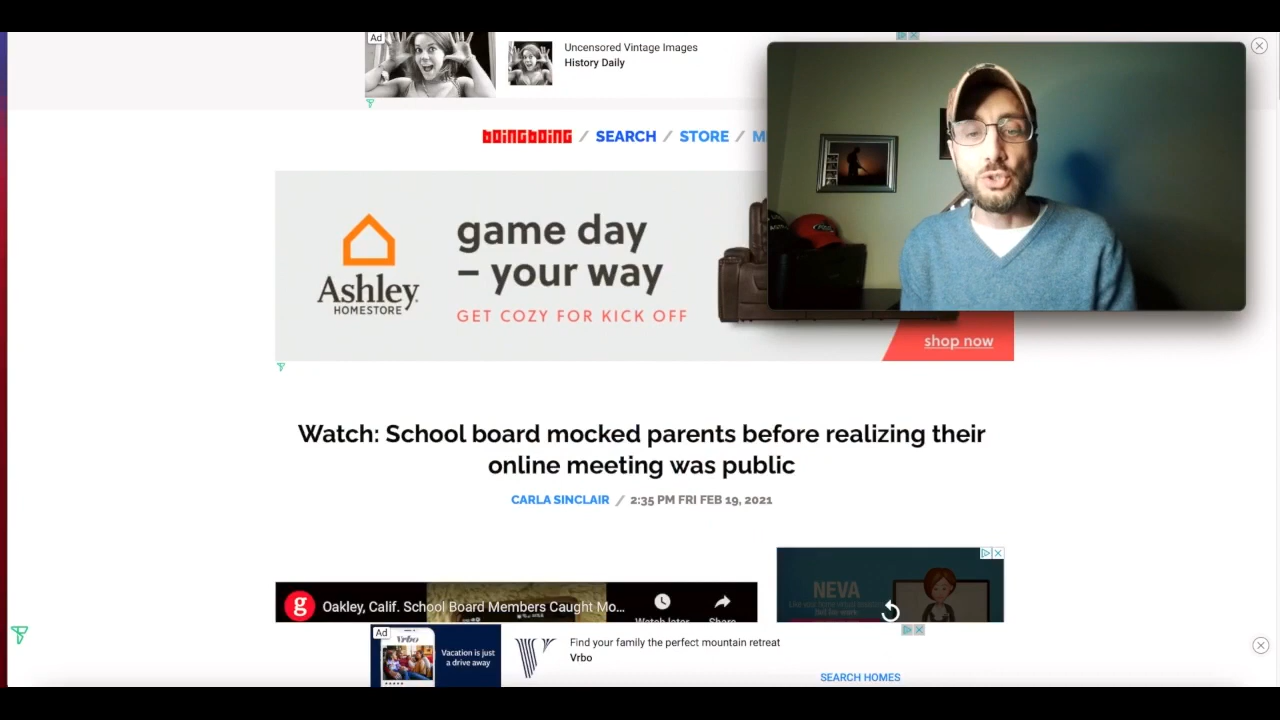 Ad
Uncensored Vintage Images
History Daily
boingboing / SEARCH / STORE / M
Ashley
HOMESTORE
game day
– your way
GET COZY FOR KICK OFF
shop now
Watch: School board mocked parents before realizing their
online meeting was public
CARLA SINCLAIR / 2:35 PM FRI FEB 19, 2021
g Oakley, Calif. School Board Members Caught Mo...
NEVA
Ad
Vrbo
Vacation is just
a drive away
Find your family the perfect mountain retreat
Vrbo
SEARCH HOMES